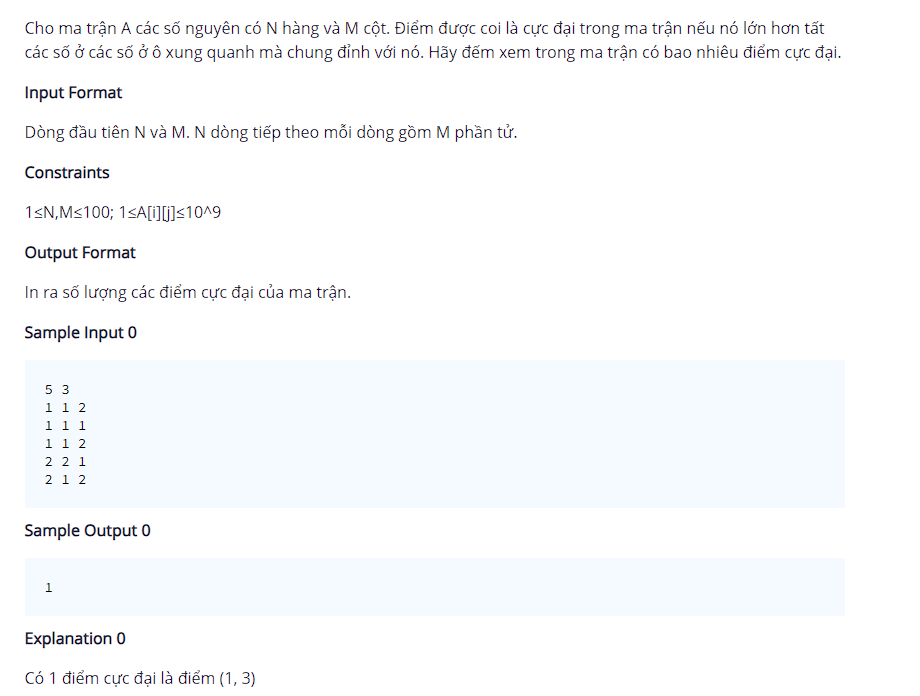 Cho ma trận A các số nguyên có N hàng và M cột. Điểm được coi là cực đại trong ma trận nếu nó lớn hơn tất
các số ở các số ở ô xung quanh mà chung đỉnh với nó. Hãy đếm xem trong ma trận có bao nhiêu điểm cực đại.
Input Format
Dòng đầu tiên N và M. N dòng tiếp theo mỗi dòng gồm M phần tử.
Constraints
1≤N,M≤100; 1≤A[i][j]≤10^9
Output Format
In ra số lượng các điểm cực đại của ma trận.
Sample Input 0
5 3
1 1 2
1 1 1
1 1 2
2 2 1
2 1 2
Sample Output 0
1
Explanation 0
Có 1 điểm cực đại là điểm (1, 3)